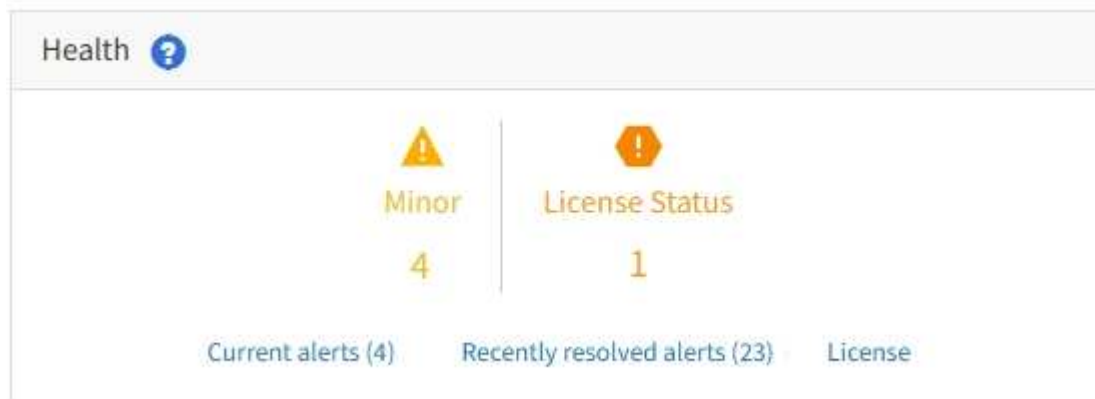 Health ?
Minor
License Status
4
1
Current alerts (4) Recently resolved alerts (23) License